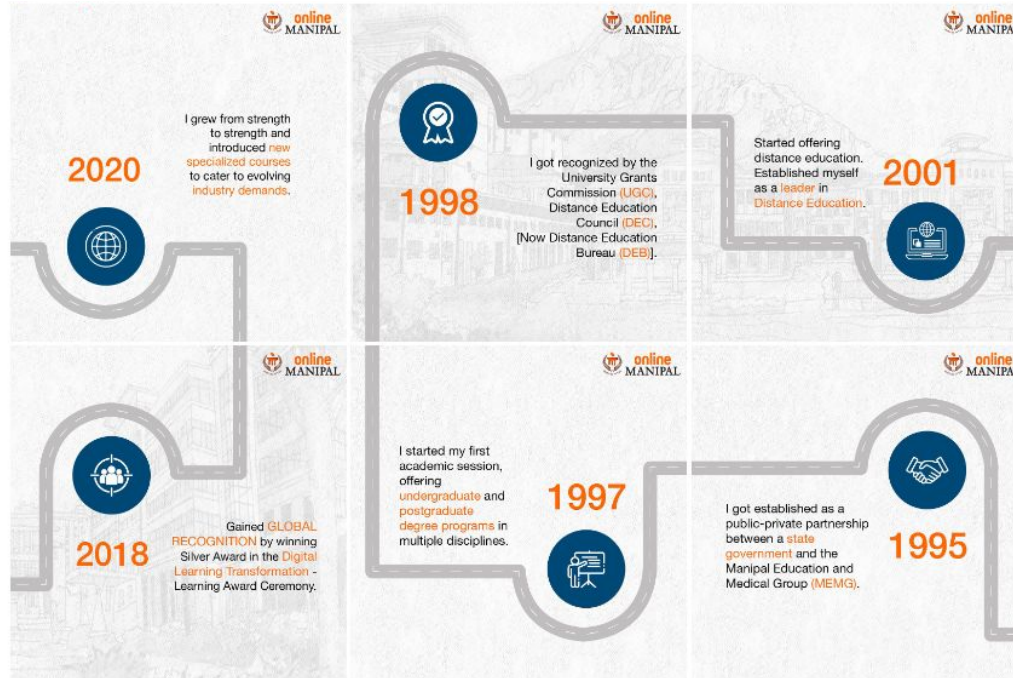 online
MANIPAL
2020
I grew from strength
to strength and
introduced new
specialized courses
to cater to evolving
industry demands.
online
MANIPAL
1998
I got recognized by the
University Grants
Commission (UGC),
Distance Education
Council (DEC),
[Now Distance Education
Bureau (DEB)].
online
MANIPAL
Started offering
distance education.
Established myself
as a leader in
Distance Education.
2001
online
MANIPAL
2018
Gained GLOBAL
RECOGNITION by winning
Silver Award in the Digital
Learning Transformation -
Learning Award Ceremony.
online
MANIPAL
I started my first
academic session,
offering
undergraduate and
postgraduate
degree programs in
multiple disciplines.
1997
online
MANIPAL
I got established as a
public-private partnership
between a state
government and the
Manipal Education and
Medical Group (MEMG).
1995